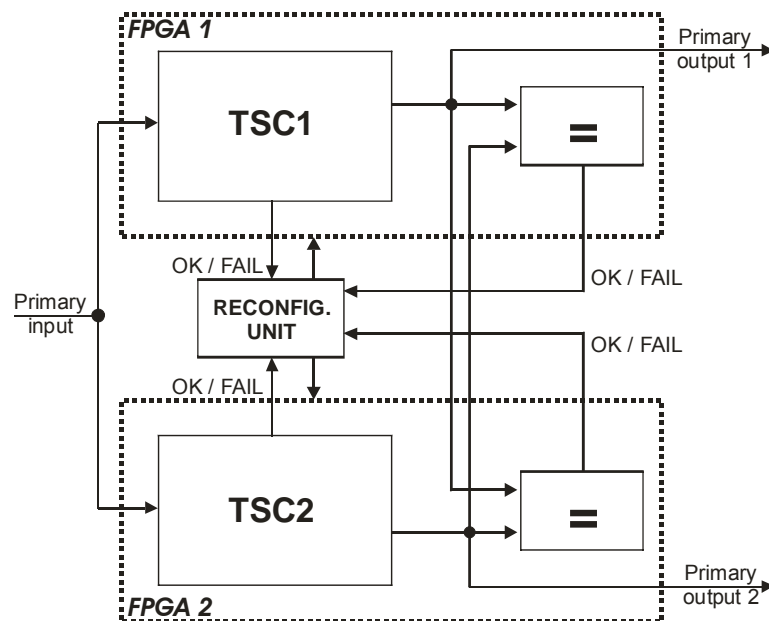 FPGA 1
Primary
output 1
TSC1
=
OK / FAIL
OK / FAIL
Primary
input
RECONFIG.
UNIT
OK / FAIL
OK / FAIL
TSC2
=
Primary
output 2
FPGA 2